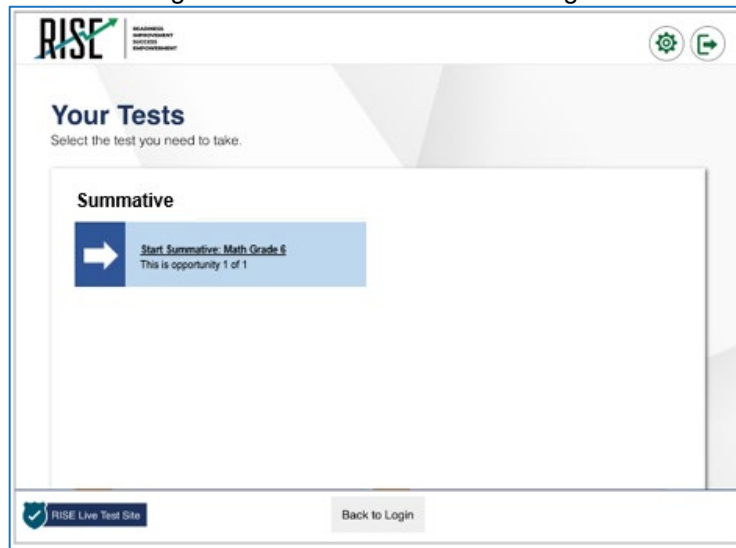 RISE
READINESS
IMPROVEMENT
SUCCESS
EMPOWERMENT
Your Tests
Select the test you need to take.
Summative
Start Summative: Math Grade 6
This is opportunity 1 of 1
RISE Live Test Site
Back to Login